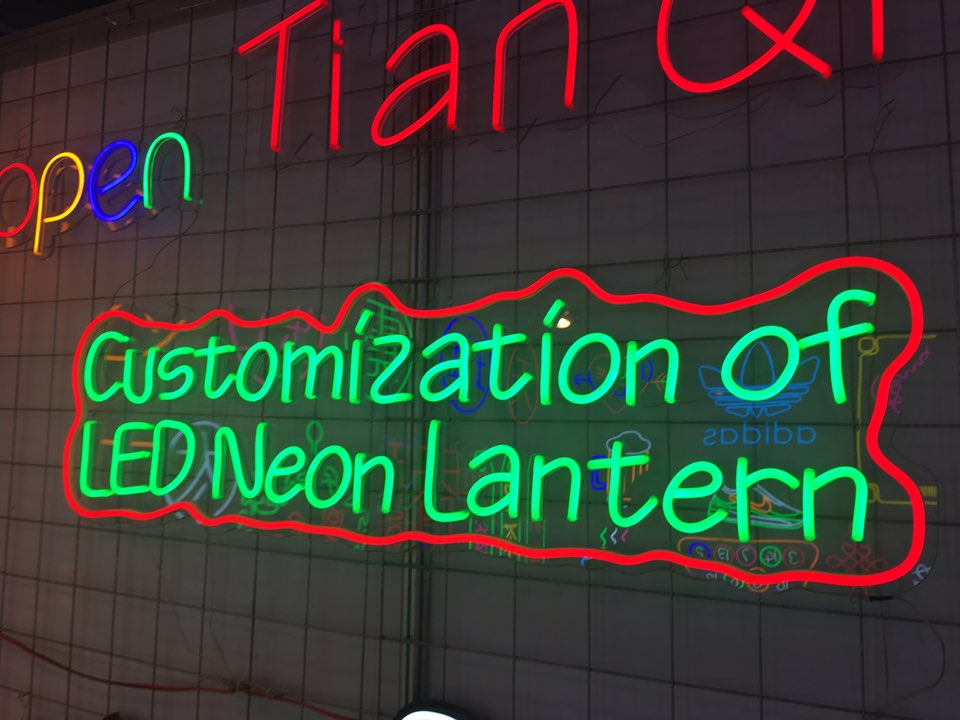 Tian Qi
open
Customization of
LED Neon Lantern
adidas